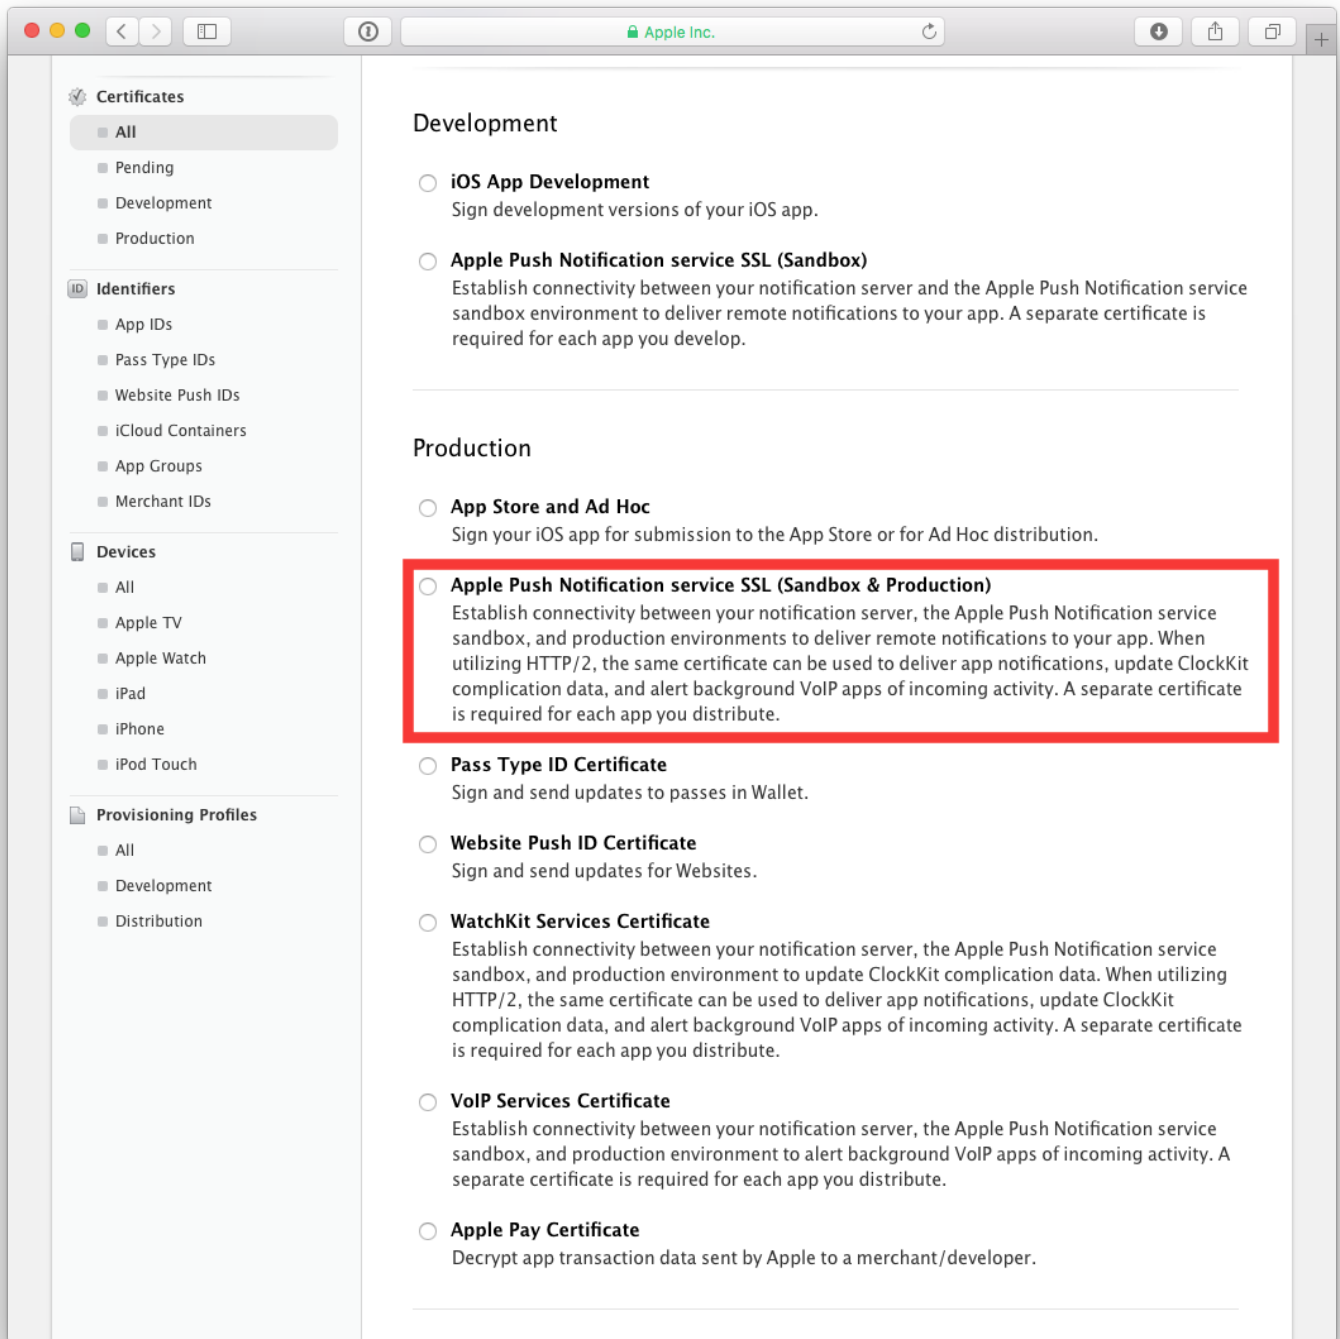 Apple Inc.
Certificates
All
Pending
Development
Production
ID Identifiers
App IDs
Pass Type IDs
Website Push IDs
iCloud Containers
App Groups
Merchant IDs
Devices
All
Apple TV
Apple Watch
iPad
iPhone
iPod Touch
Provisioning Profiles
All
Development
Distribution
Development
iOS App Development
Sign development versions of your iOS app.
Apple Push Notification service SSL (Sandbox)
Establish connectivity between your notification server and the Apple Push Notification service
sandbox environment to deliver remote notifications to your app. A separate certificate is
required for each app you develop.
Production
App Store and Ad Hoc
Sign your iOS app for submission to the App Store or for Ad Hoc distribution.
Apple Push Notification service SSL (Sandbox & Production)
Establish connectivity between your notification server, the Apple Push Notification service
sandbox, and production environments to deliver remote notifications to your app. When
utilizing HTTP/2, the same certificate can be used to deliver app notifications, update ClockKit
complication data, and alert background VoIP apps of incoming activity. A separate certificate
is required for each app you distribute.
Pass Type ID Certificate
Sign and send updates to passes in Wallet.
Website Push ID Certificate
Sign and send updates for Websites.
WatchKit Services Certificate
Establish connectivity between your notification server, the Apple Push Notification service
sandbox, and production environment to update ClockKit complication data. When utilizing
HTTP/2, the same certificate can be used to deliver app notifications, update ClockKit
complication data, and alert background VoIP apps of incoming activity. A separate certificate
is required for each app you distribute.
VoIP Services Certificate
Establish connectivity between your notification server, the Apple Push Notification service
sandbox, and production environment to alert background VoIP apps of incoming activity. A
separate certificate is required for each app you distribute.
Apple Pay Certificate
Decrypt app transaction data sent by Apple to a merchant/developer.